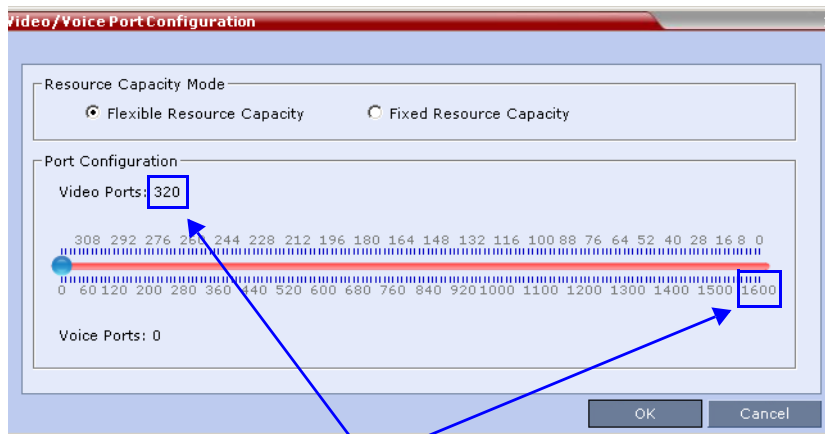 Video/Voice Port Configuration
Resource Capacity Mode
Flexible Resource Capacity Fixed Resource Capacity
Port Configuration
Video Ports: 320
308 292 276 260 244 228 212 196 180 164 148 132 116 100 88 76 64 52 40 28 16 8 0
0 60 120 200 280 360 440 520 600 680 760 840 920 1000 1100 1200 1300 1400 1500 1600
Voice Ports: 0
OK Cancel